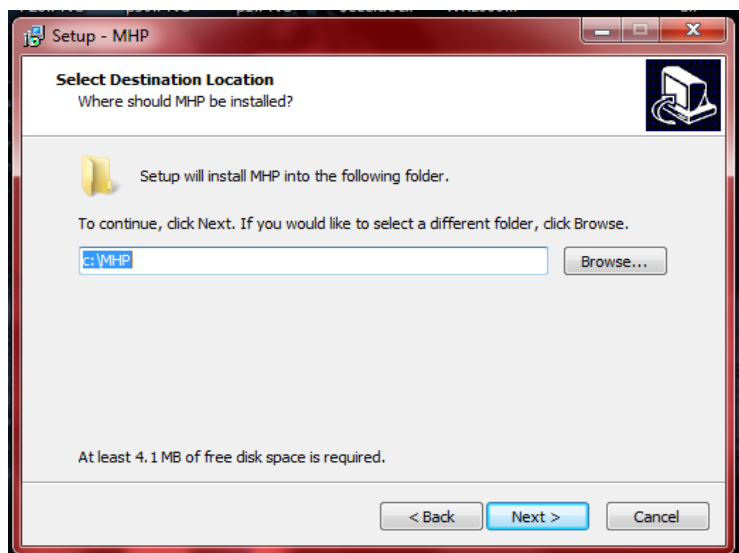 Setup - MHP
Select Destination Location
Where should MHP be installed?
Setup will install MHP into the following folder.
To continue, click Next. If you would like to select a different folder, click Browse.
c:\MHP
Browse...
At least 4.1 MB of free disk space is required.
< Back
Next >
Cancel